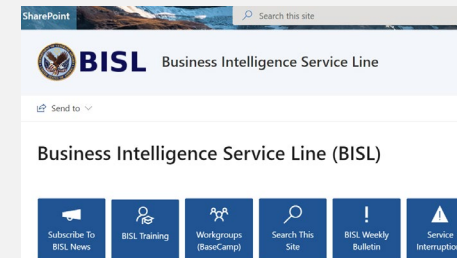 SharePoint
Search this site
BISL Business Intelligence Service Line
Send to
Business Intelligence Service Line (BISL)
Subscribe To
BISL News
BISL Training
Workgroups
(BaseCamp)
Search This
Site
BISL Weekly
Bulletin
Service
Interruption